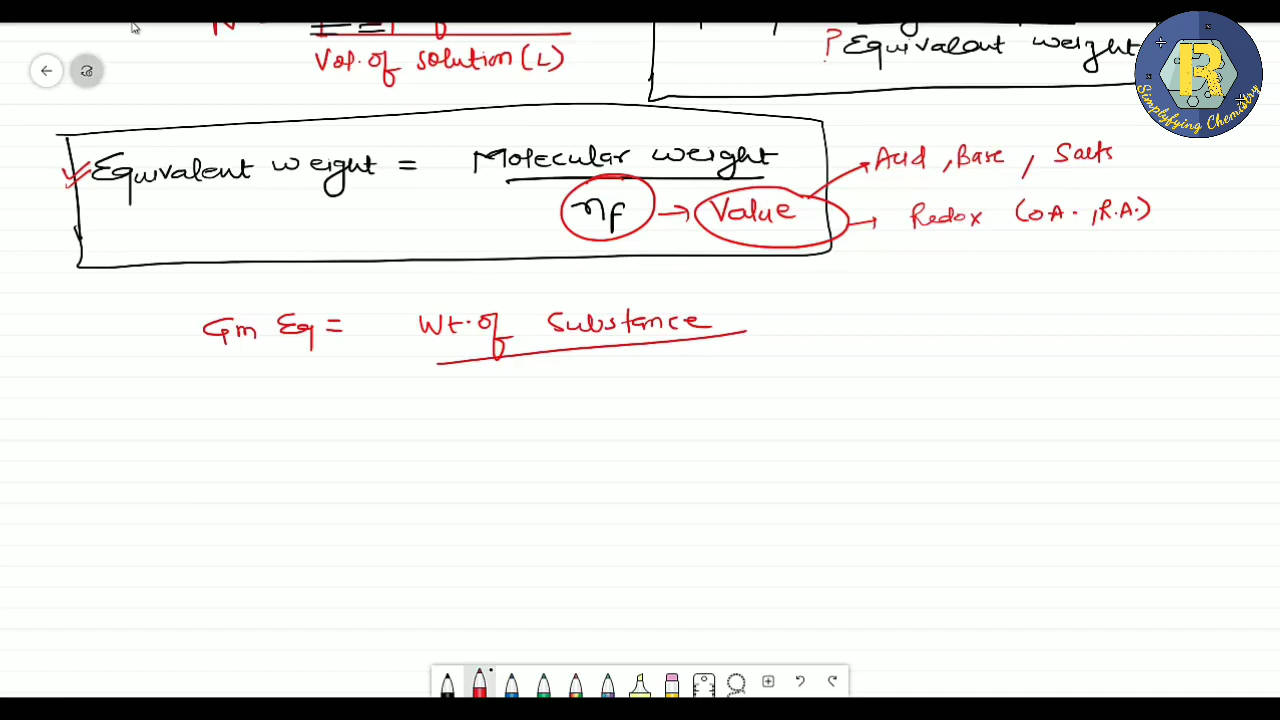 N
Vol. of solution (L)
? Equivalent weight
R
Simplyfying Chemistry
Equivalent weight = Molecular weight
nf → Value
Acid, Base, Salts
Redox (O.A., R.A.)
Gm Eq = Wt. of Substance